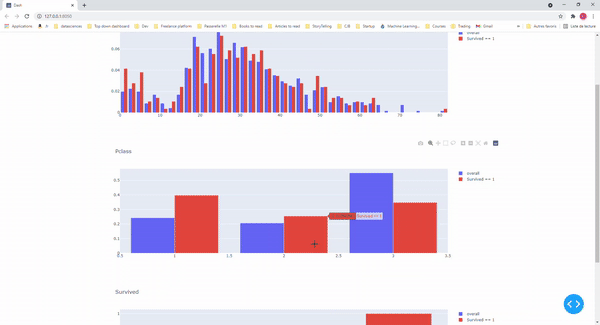 Dash
127.0.0.1:8050
Applications
datasciences
Top down dashboard
Dev
Freelance platform
Passerelle MT
Books to read
Articles to read
StoryTelling
CJE
Startup
Machine Learning...
Courses
Trading
Gmail
Autres favoris
Liste de lecture
overall
Survived == 1
0.06
0.04
0.02
0
0 10 20 30 40 50 60 70 80
Pclass
overall
Survived == 1
0.5
0.4
0.3
0.2
0.1
0
0.5 1 1.5 2 2.5 3 3.5
Survived == 1
Survived
overall
Survived == 1
1